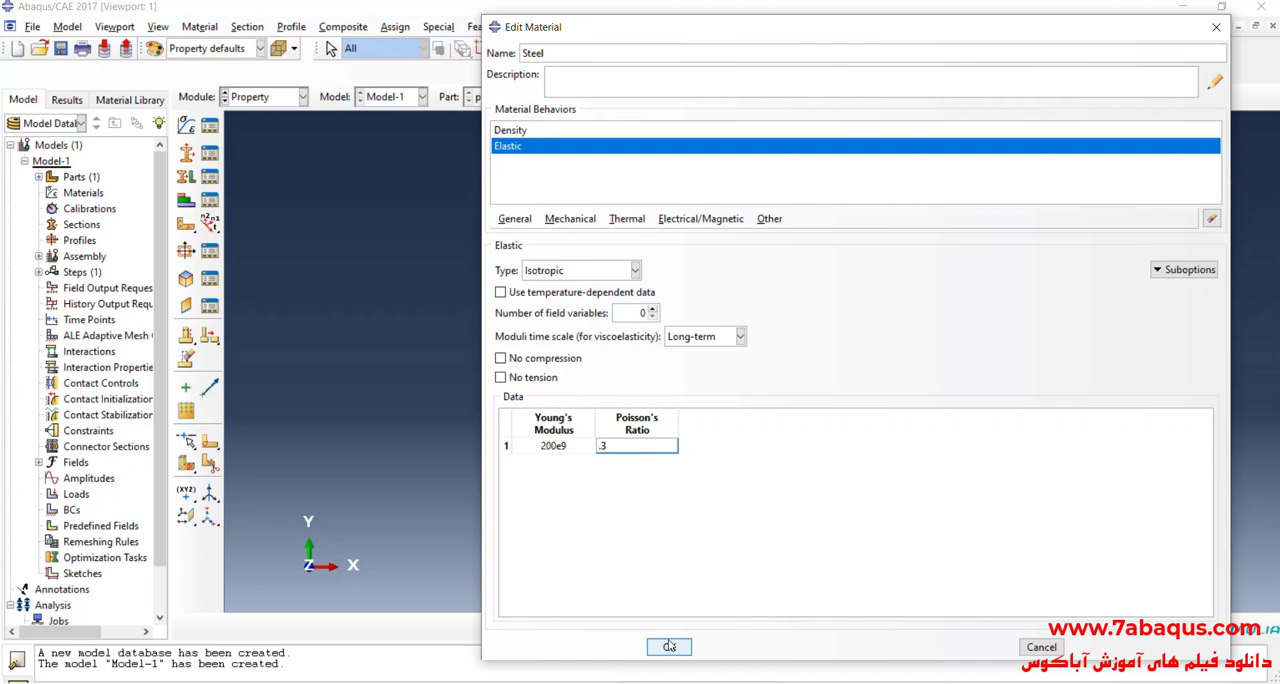 Abaqus/CAE 2017 [Viewport: 1]
File Model Viewport View Material Section Profile Composite Assign Special
Property defaults All
Model Results Material Library Module: Property Model: Model-1 Part:
Models (1)
Model-1
Parts (1)
Materials
Calibrations
Sections
Profiles
Assembly
Steps (1)
Field Output Reques
History Output Requ
Time Points
ALE Adaptive Mesh
Interactions
Interaction Propertie
Contact Controls
Contact Initialization
Contact Stabilization
Constraints
Connector Sections
Fields
Amplitudes
Loads
BCs
Predefined Fields
Remeshing Rules
Optimization Tasks
Sketches
Annotations
Analysis
Jobs
(XYZ)
Y
Z X
A new database has been created.
The model "Model-1" has been created.
Edit Material
Name: Steel
Description:
Material Behaviors
Density
Elastic
General Mechanical Thermal Electrical/Magnetic Other
Elastic
Type: Isotropic Suboptions
Use temperature-dependent data
Number of field variables: 0
Moduli time scale (for viscoelasticity): Long-term
No compression
No tension
Data
Young's Poisson's
Modulus Ratio
1 200e9 .3
Cancel
www.7abaqus.com
دانلود فیلم های آموزش آباکوس